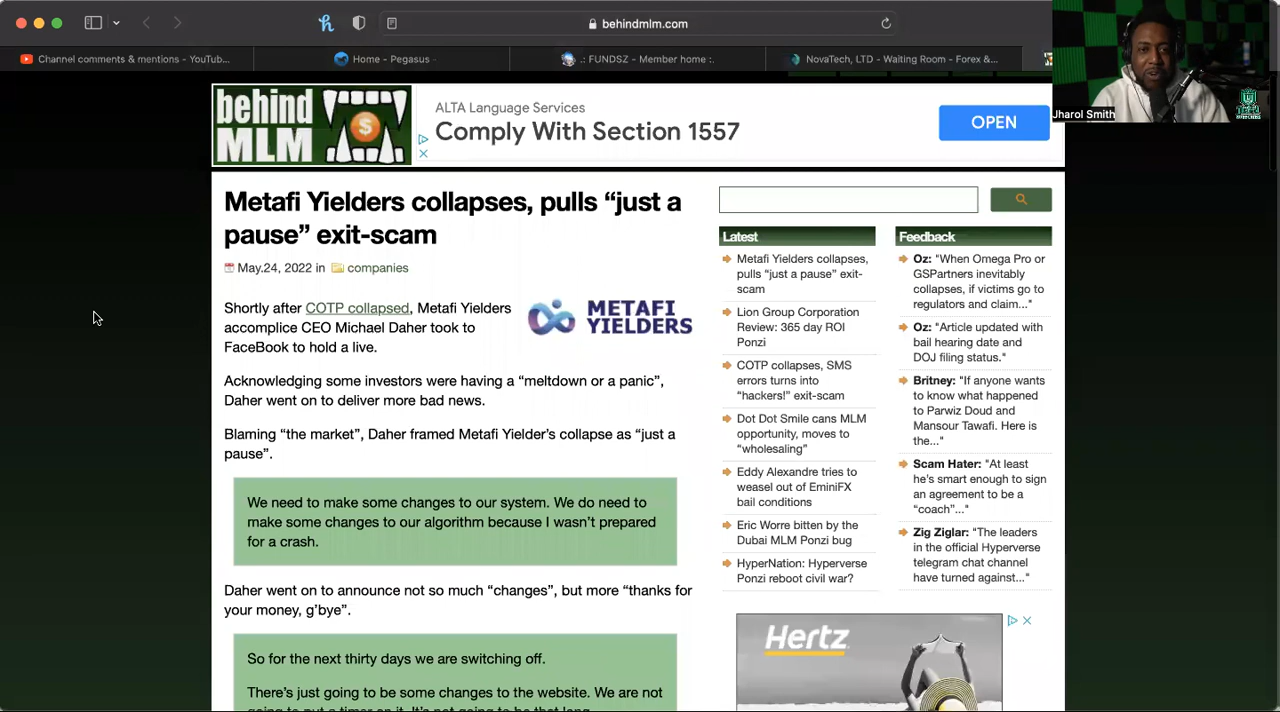 behindmlm.com
Channel comments & mentions - YouTub...
Home - Pegasus
.: FUNDSZ - Member home :.
NovaTech, LTD - Waiting Room - Forex &...
Jharol Smith
behind
MLM
ALTA Language Services
Comply With Section 1557
OPEN
Metafi Yielders collapses, pulls “just a
pause” exit-scam
May.24, 2022 in companies
Shortly after COTP collapsed, Metafi Yielders
accomplice CEO Michael Daher took to
FaceBook to hold a live.
METAFI
YIELDERS
Acknowledging some investors were having a “meltdown or a panic”,
Daher went on to deliver more bad news.
Blaming “the market”, Daher framed Metafi Yielder’s collapse as “just a
pause”.
We need to make some changes to our system. We do need to
make some changes to our algorithm because I wasn’t prepared
for a crash.
Daher went on to announce not so much “changes”, but more “thanks for
your money, g’bye”.
So for the next thirty days we are switching off.
There’s just going to be some changes to the website. We are not
going to put a timer on it. It’s not going to be that long
Latest
Metafi Yielders collapses,
pulls “just a pause” exit-
scam
Lion Group Corporation
Review: 365 day ROI
Ponzi
COTP collapses, SMS
errors turns into
“hackers!” exit-scam
Dot Dot Smile cans MLM
opportunity, moves to
“wholesaling”
Eddy Alexandre tries to
weasel out of EminiFX
bail conditions
Eric Worre bitten by the
Dubai MLM Ponzi bug
HyperNation: Hyperverse
Ponzi reboot civil war?
Feedback
Oz: "When Omega Pro or
GSPartners inevitably
collapses, if victims go to
regulators and claim..."
Oz: "Article updated with
bail hearing date and
DOJ filing status."
Britney: "If anyone wants
to know what happened
to Parwiz Doud and
Mansour Tawafi. Here is
the..."
Scam Hater: "At least
he's smart enough to sign
an agreement to be a
“coach”..."
Zig Ziglar: "The leaders
in the official Hyperverse
telegram chat channel
have turned against..."
Hertz